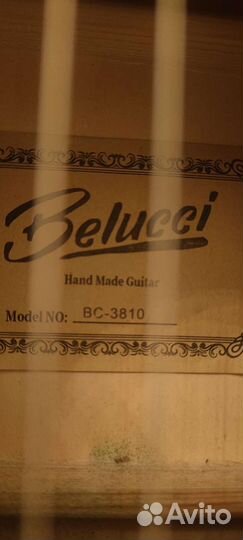 Belucci
Hand Made Guitar
Model NO: BC-3810
Avito